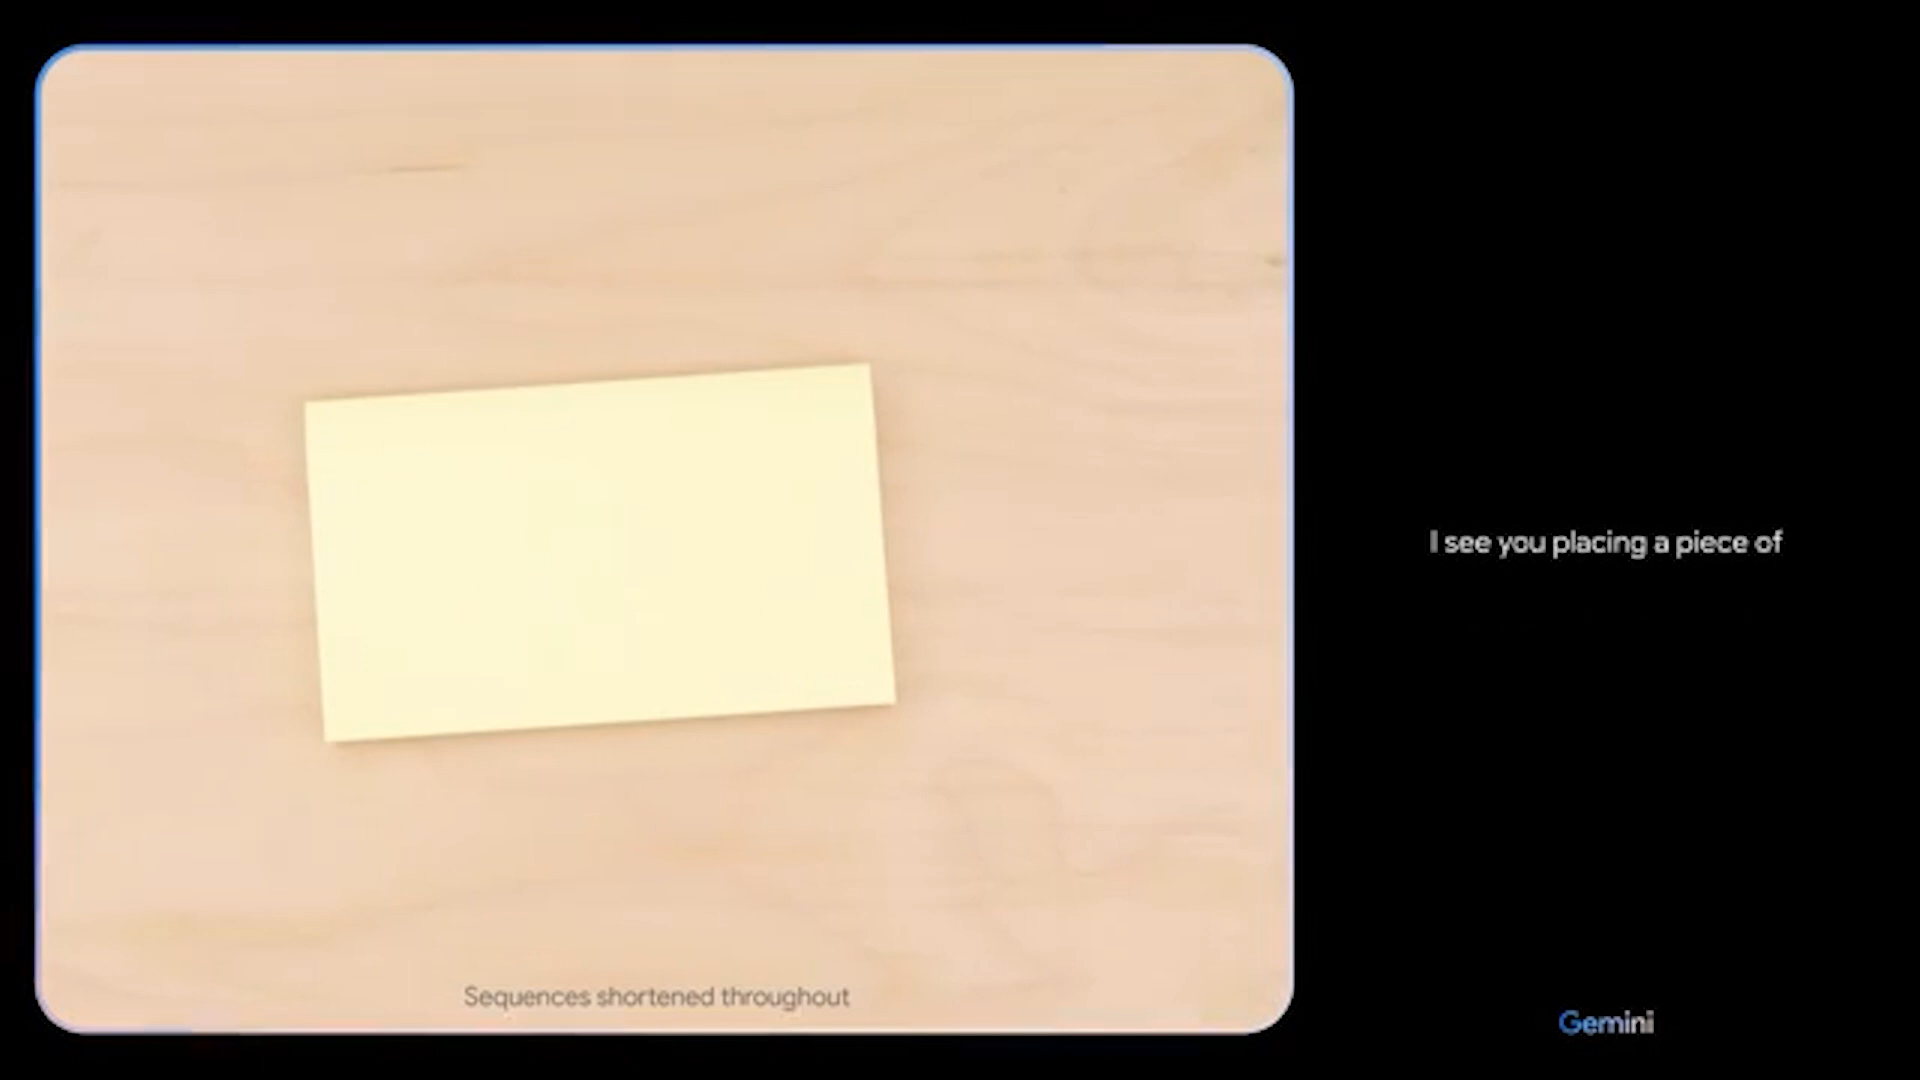 I see you placing a piece of
Sequences shortened throughout
Gemini